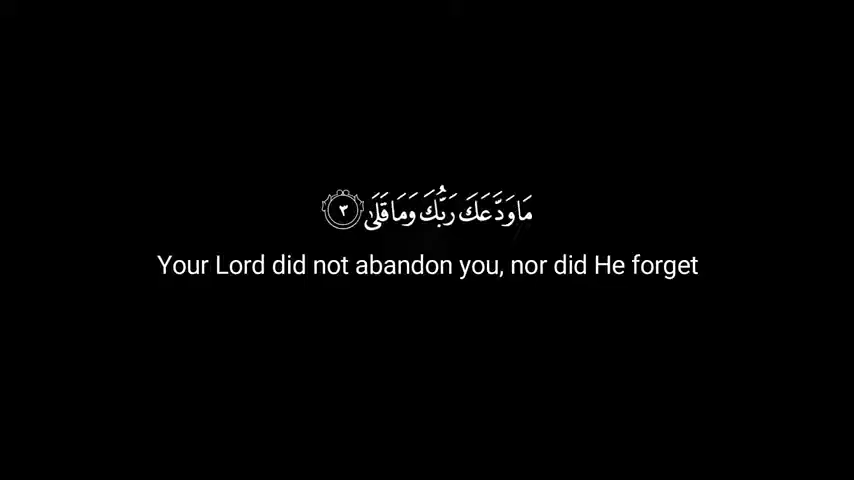 مَا وَدَّعَكَ رَبُّكَ وَمَا قَلَىٰ ٣
Your Lord did not abandon you, nor did He forget